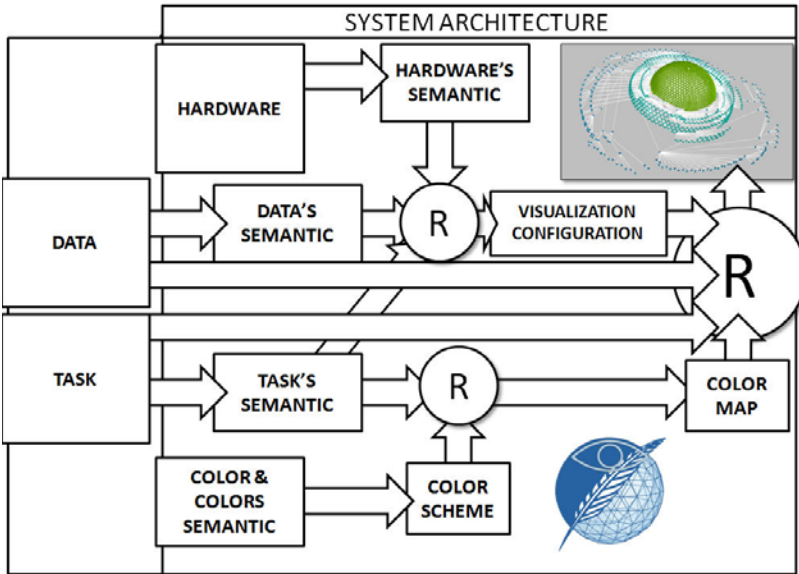 SYSTEM ARCHITECTURE
HARDWARE
HARDWARE'S
SEMANTIC
DATA
DATA'S
SEMANTIC
R
VISUALIZATION
CONFIGURATION
R
TASK
TASK'S
SEMANTIC
R
COLOR
MAP
COLOR &
COLORS
SEMANTIC
COLOR
SCHEME